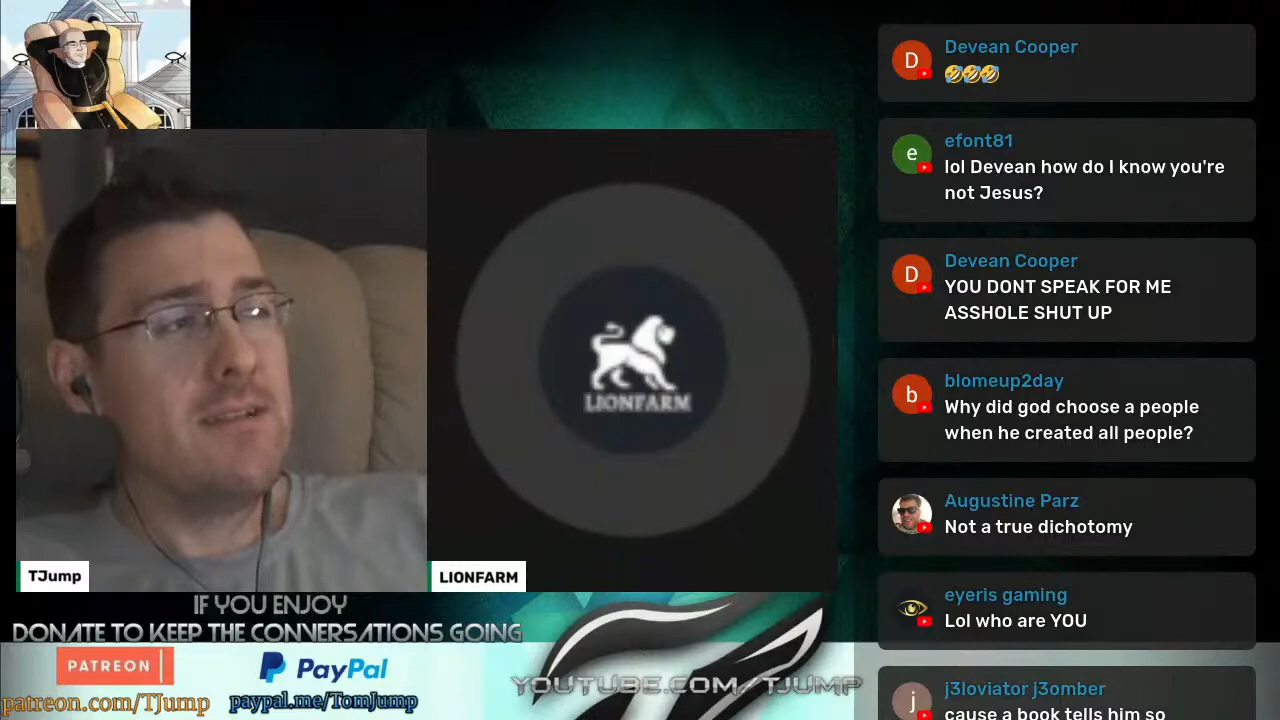 TJump
LIONFARM
LIONFARM
IF YOU ENJOY
DONATE TO KEEP THE CONVERSATIONS GOING
PATREON
PayPal
patreon.com/TJump
paypal.me/TomJump
YOUTUBE.COM/TJUMP
D
Devean Cooper
🤣🤣🤣
e
efont81
lol Devean how do I know you're
not Jesus?
D
Devean Cooper
YOU DONT SPEAK FOR ME
ASSHOLE SHUT UP
b
blomeup2day
Why did god choose a people
when he created all people?
Augustine Parz
Not a true dichotomy
eyeris gaming
Lol who are YOU
j
j3loviator j3omber
cause a book tells him so